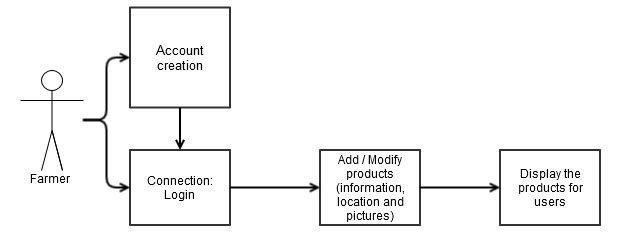 Account
creation
Farmer
Connection:
Login
Add / Modify
products
(information,
location and
pictures)
Display the
products for
users